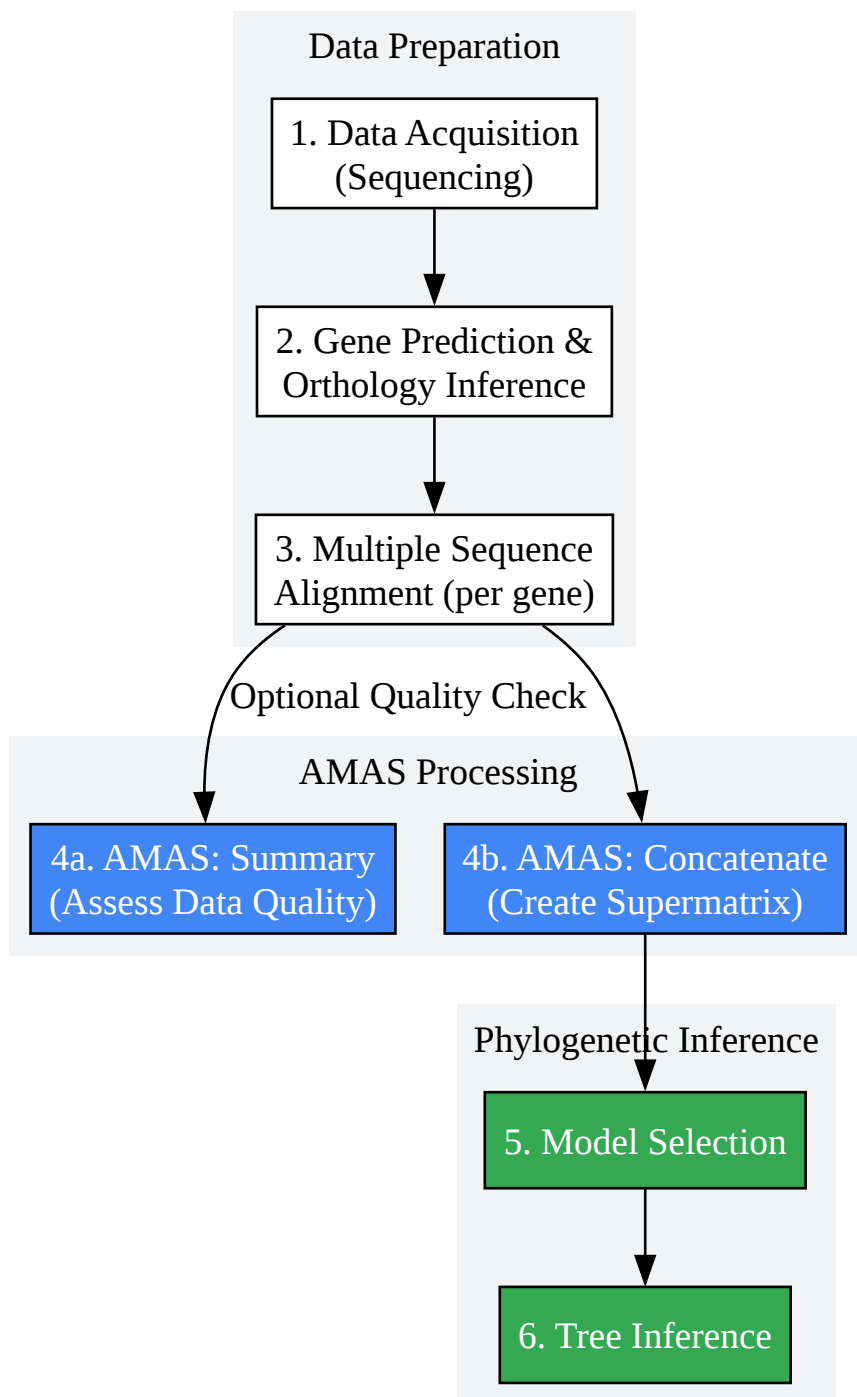 Data Preparation
1. Data Acquisition
(Sequencing)
2. Gene Prediction &
Orthology Inference
3. Multiple Sequence
Alignment (per gene)
Optional Quality Check
AMAS Processing
4a. AMAS: Summary
(Assess Data Quality)
4b. AMAS: Concatenate
(Create Supermatrix)
Phylogenetic Inference
5. Model Selection
6. Tree Inference